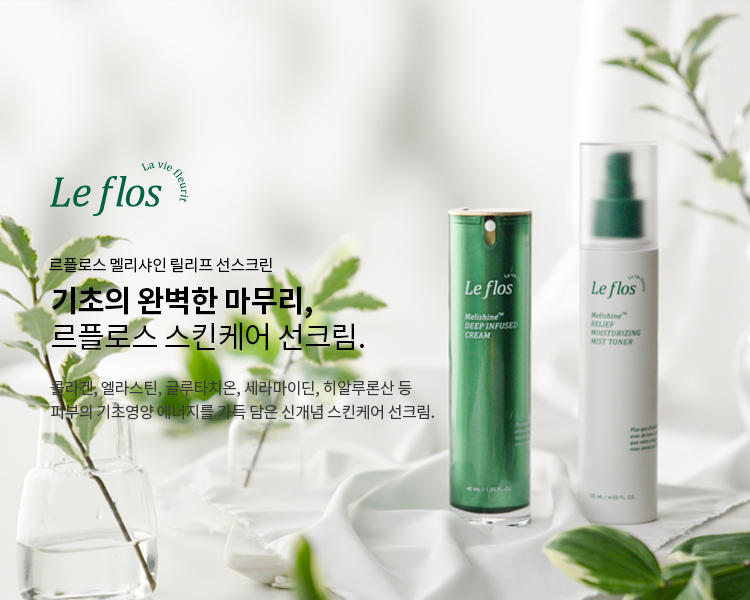 Le flos
La vie fleurit
르플로스 멜리샤인 릴리프 선스크린
기초의 완벽한 마무리,
르플로스 스킨케어 선크림.
콜라겐, 엘라스틴, 글루타치온, 세라마이딘, 히알루론산 등
피부의 기초영양 에너지를 가득 담은 신개념 스킨케어 선크림.
Le flos
Melishine™
DEEP INFUSED
CREAM
Le flos
Melishine™
RELIEF
MOISTURIZING
MIST TONER